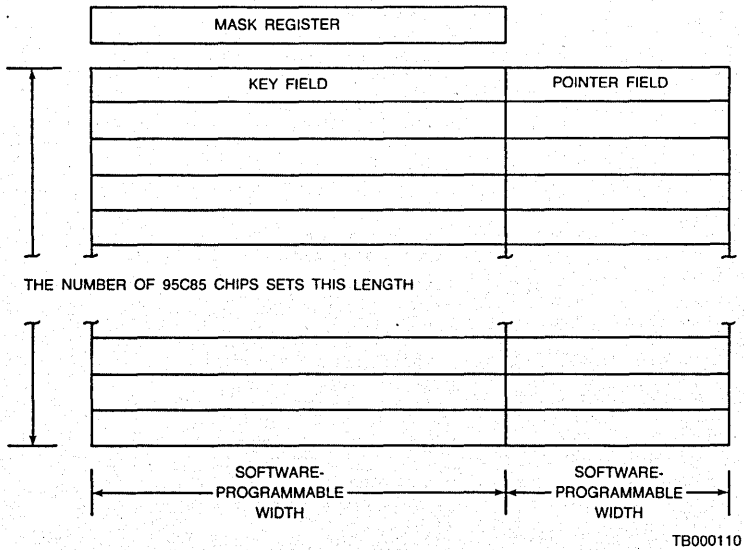 MASK REGISTER
KEY FIELD
POINTER FIELD
THE NUMBER OF 95C85 CHIPS SETS THIS LENGTH
SOFTWARE-
PROGRAMMABLE
WIDTH
SOFTWARE-
PROGRAMMABLE
WIDTH
TB000110